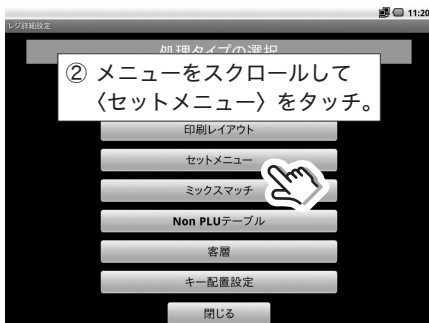 11:20
レジ詳細設定
処理タイプの選択
② メニューをスクロールして
〈セットメニュー〉をタッチ。
印刷レイアウト
セットメニュー
ミックスマッチ
Non PLUテーブル
客層
キー配置設定
閉じる